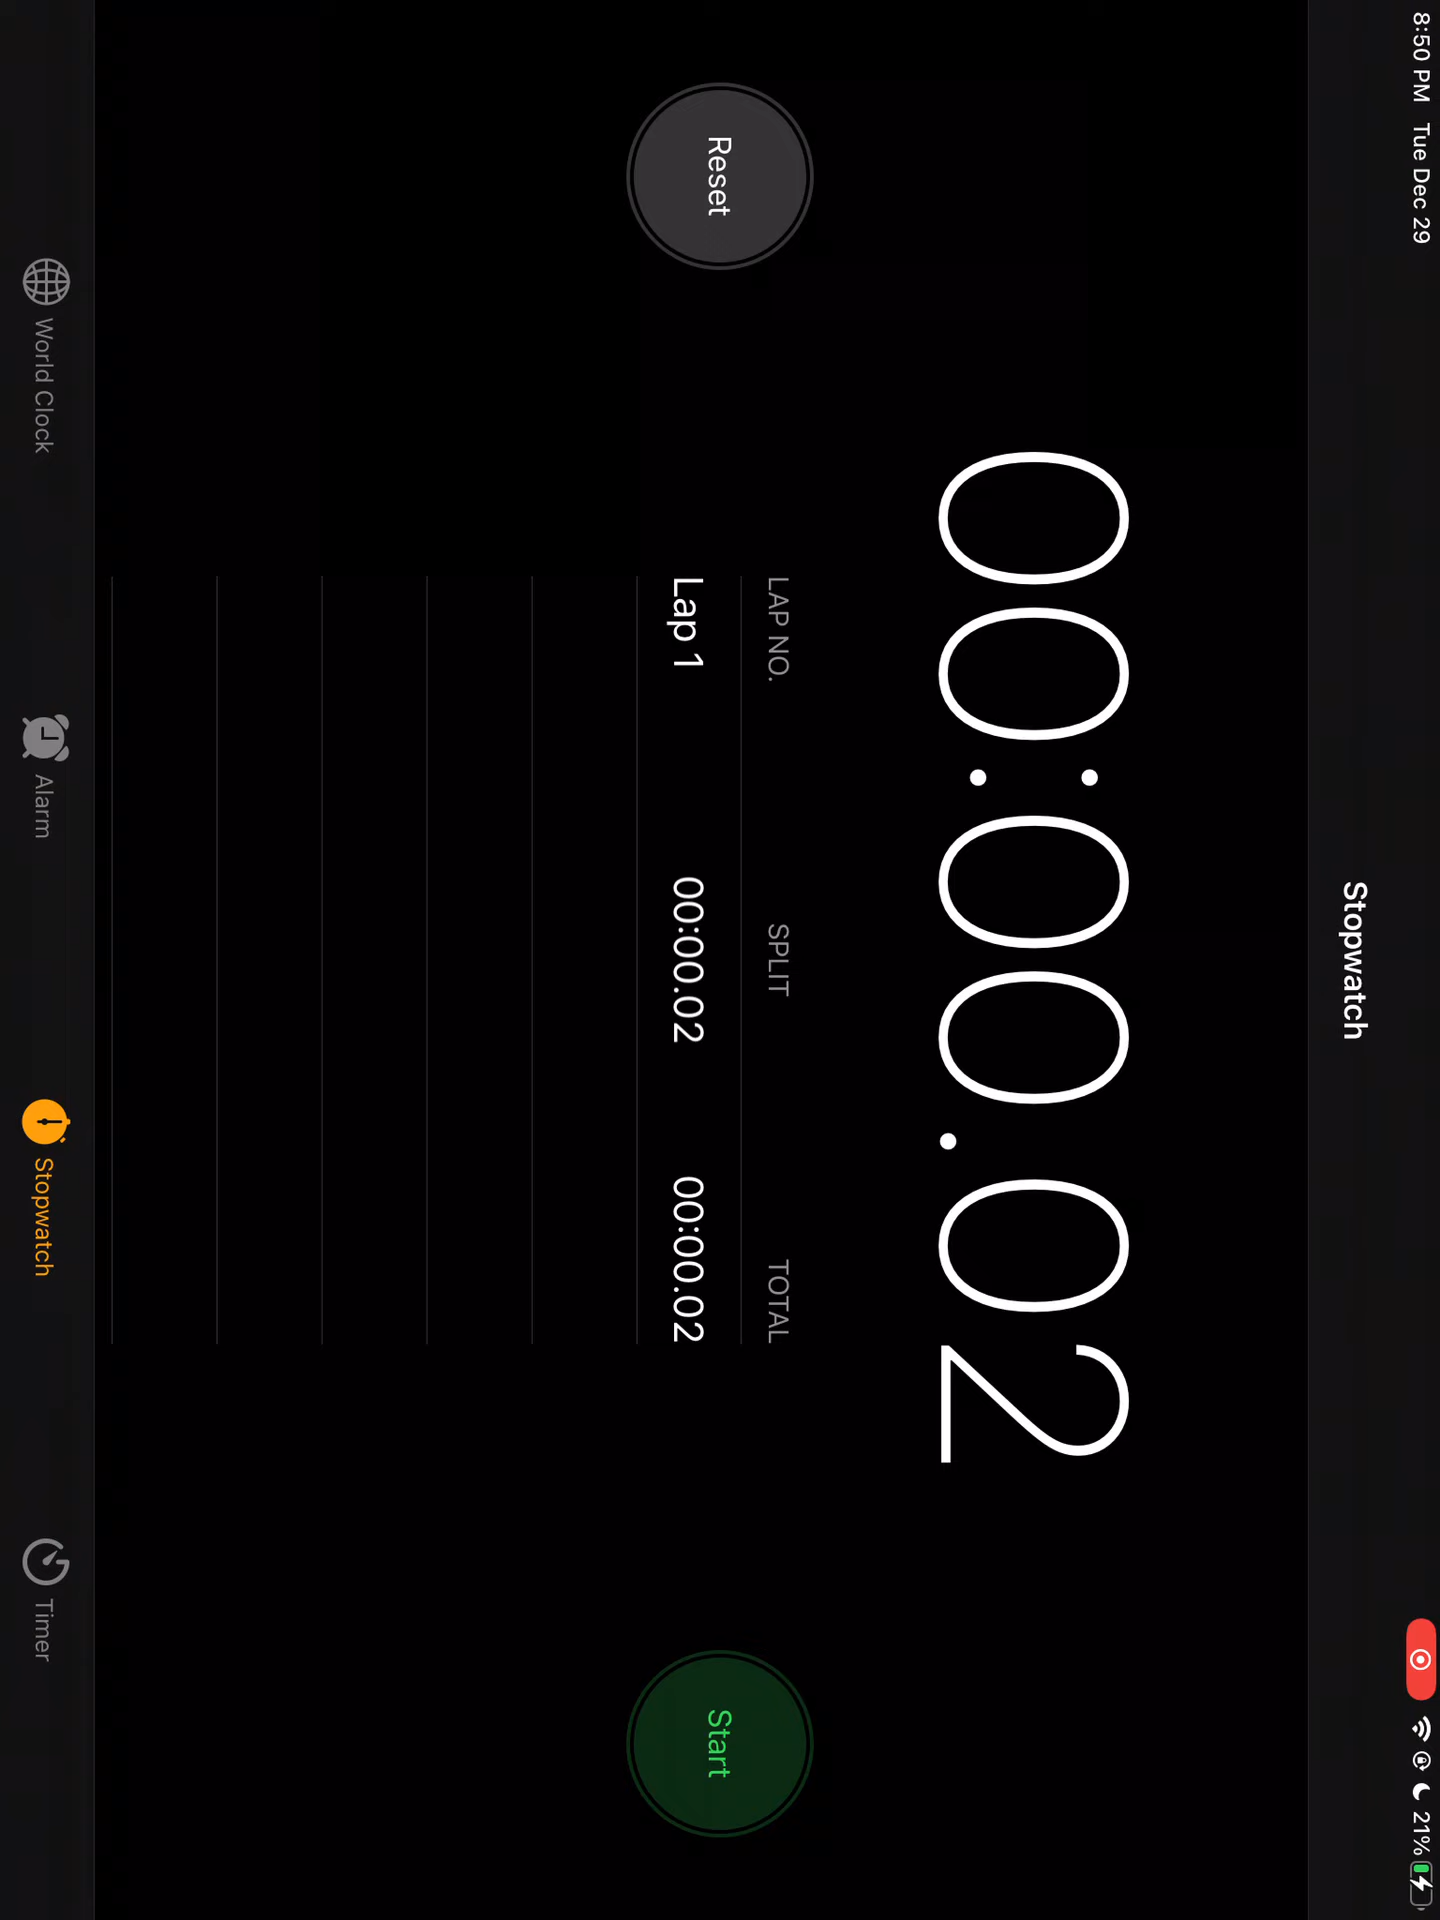 8:50 PM Tue Dec 29
21%
Stopwatch
00:00.02
Reset
Start
LAP NO. SPLIT TOTAL
Lap 1 00:00.02 00:00.02
World Clock Alarm Stopwatch Timer